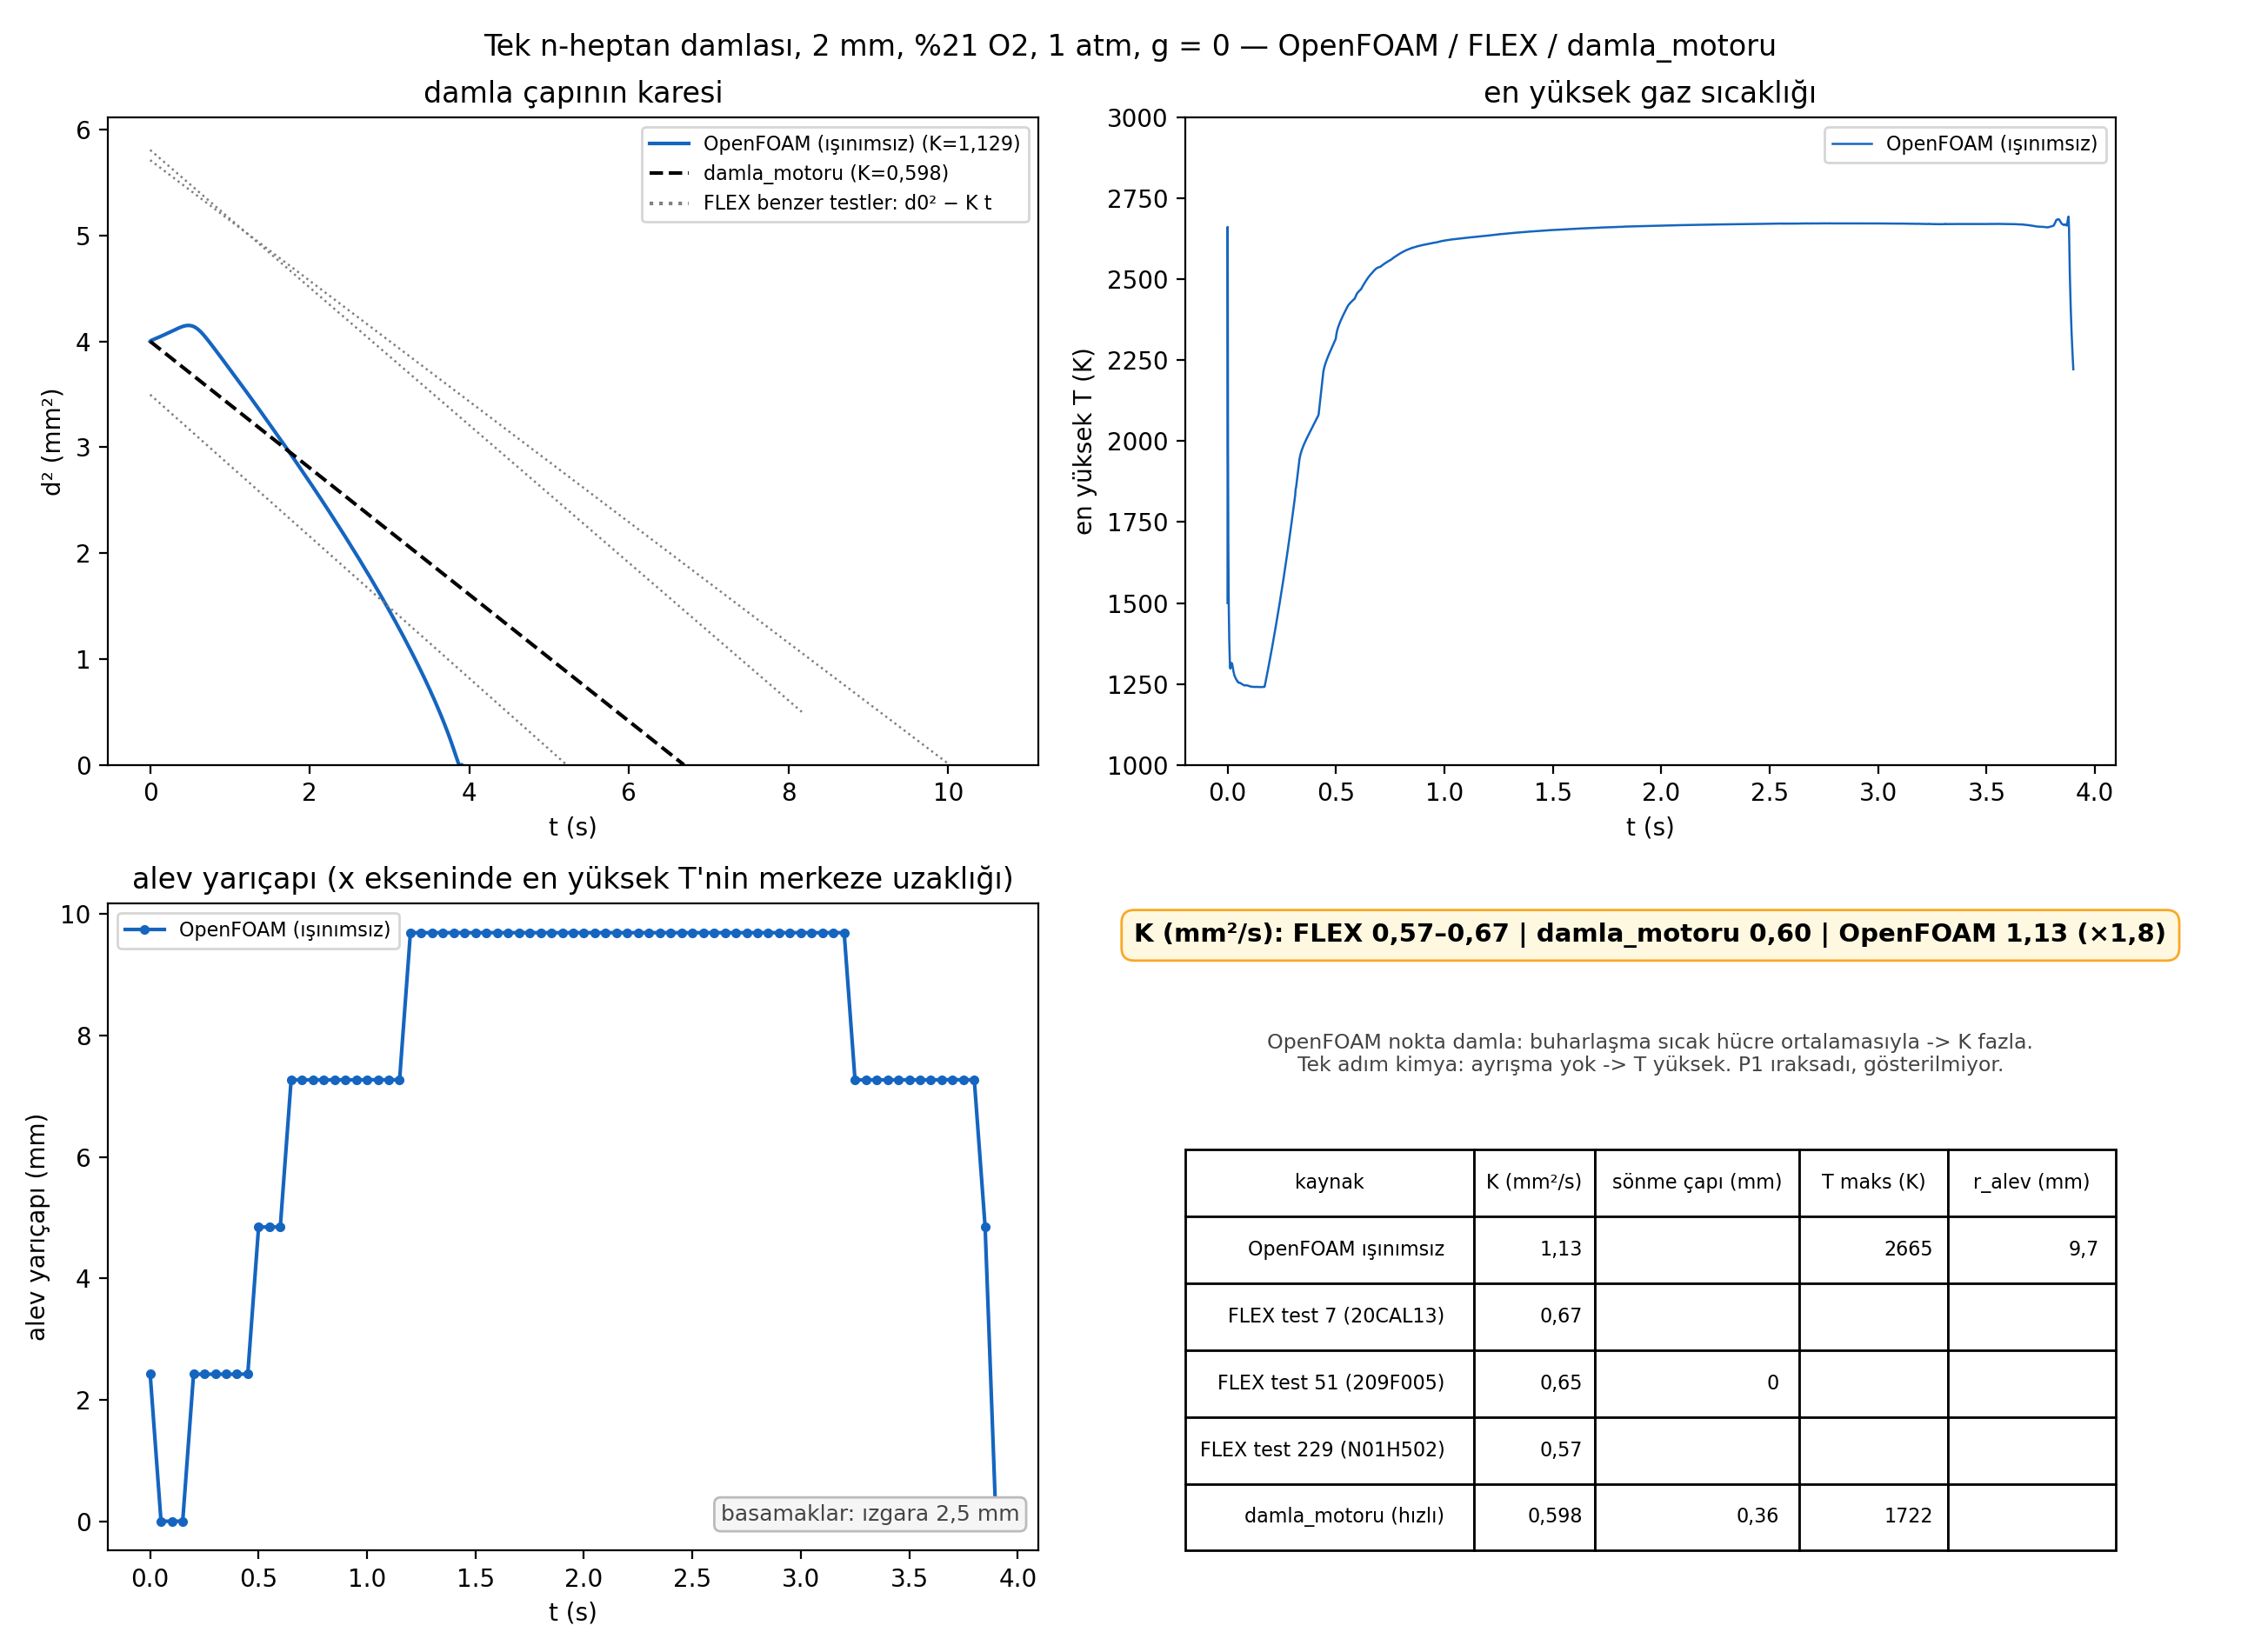 Tek n-heptan damlası, 2 mm, %21 O2, 1 atm, g = 0 — OpenFOAM / FLEX / damla_motoru
damla çapının karesi
6
5
4
3
2
1
0
d² (mm²)
OpenFOAM (ışınımsız) (K=1,129)
damla_motoru (K=0,598)
FLEX benzer testler: d0² − K t
0 2 4 6 8 10
t (s)
en yüksek gaz sıcaklığı
3000
2750
2500
2250
2000
1750
1500
1250
1000
en yüksek T (K)
OpenFOAM (ışınımsız)
0.0 0.5 1.0 1.5 2.0 2.5 3.0 3.5 4.0
t (s)
alev yarıçapı (x ekseninde en yüksek T'nin merkeze uzaklığı)
10
8
6
4
2
0
alev yarıçapı (mm)
OpenFOAM (ışınımsız)
basamaklar: ızgara 2,5 mm
0.0 0.5 1.0 1.5 2.0 2.5 3.0 3.5 4.0
t (s)
K (mm²/s): FLEX 0,57–0,67 | damla_motoru 0,60 | OpenFOAM 1,13 (×1,8)
OpenFOAM nokta damla: buharlaşma sıcak hücre ortalamasıyla -> K fazla.
Tek adım kimya: ayrışma yok -> T yüksek. P1 ıraksadı, gösterilmiyor.
kaynak K (mm²/s) sönme çapı (mm) T maks (K) r_alev (mm)
OpenFOAM ışınımsız 1,13 2665 9,7
FLEX test 7 (20CAL13) 0,67
FLEX test 51 (209F005) 0,65 0
FLEX test 229 (N01H502) 0,57
damla_motoru (hızlı) 0,598 0,36 1722